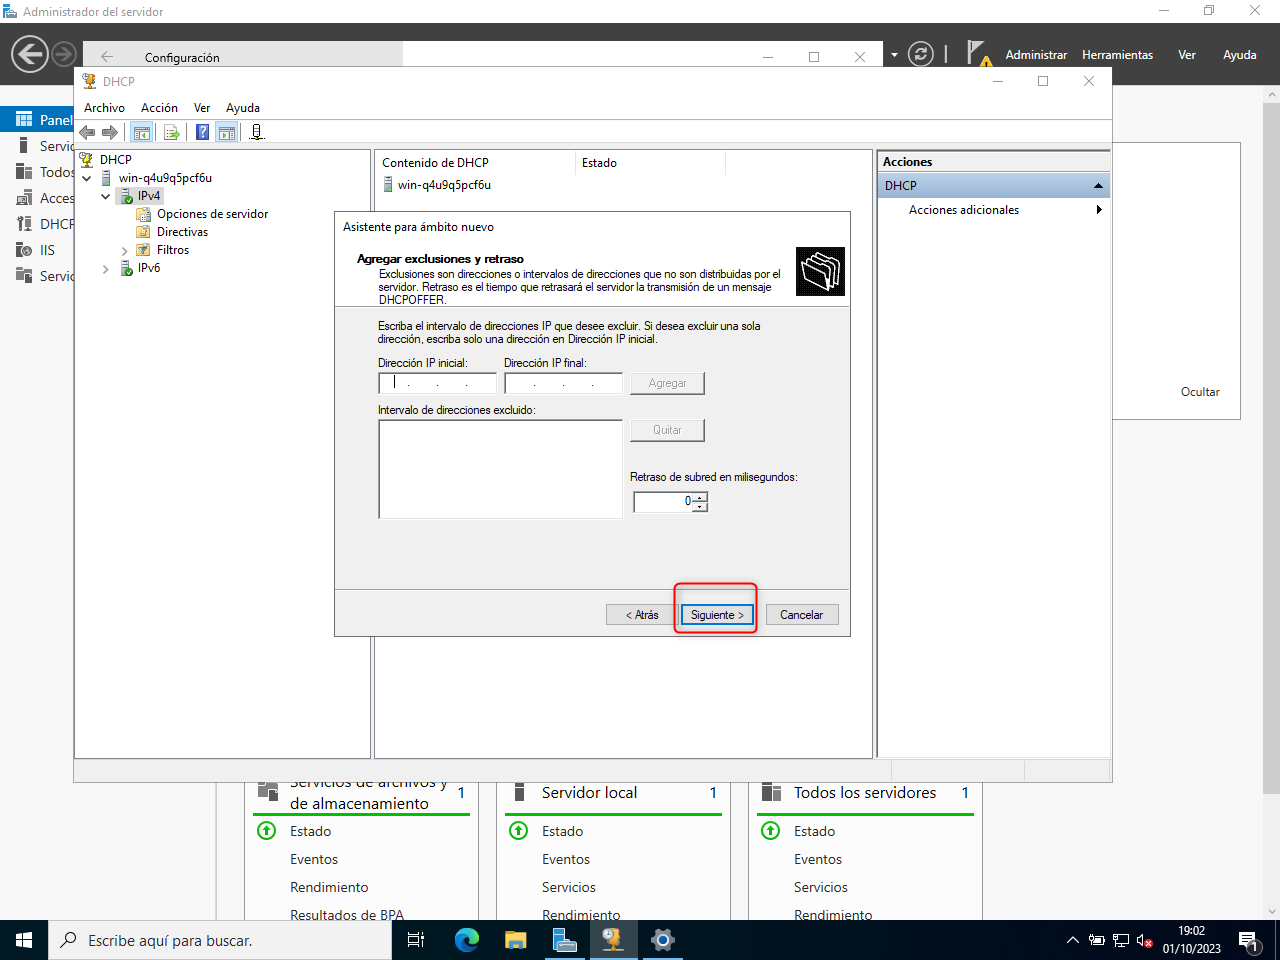 Administrador del servidor
Configuración
Administrar Herramientas Ver Ayuda
DHCP
Archivo Acción Ver Ayuda
Panel
Servic
Todos
Acces
DHCP
IIS
Servic
DHCP
win-q4u9q5pcf6u
IPv4
Opciones de servidor
Directivas
Filtros
IPv6
Contenido de DHCP Estado
win-q4u9q5pcf6u
Acciones
DHCP
Acciones adicionales
Ocultar
Asistente para ámbito nuevo
Agregar exclusiones y retraso
Exclusiones son direcciones o intervalos de direcciones que no son distribuidas por el
servidor. Retraso es el tiempo que retrasará el servidor la transmisión de un mensaje
DHCPOFFER.
Escriba el intervalo de direcciones IP que desee excluir. Si desea excluir una sola
dirección, escriba solo una dirección en Dirección IP inicial.
Dirección IP inicial: Dirección IP final:
Agregar
Intervalo de direcciones excluido:
Quitar
Retraso de subred en milisegundos:
0
< Atrás Siguiente > Cancelar
Servicios de archivos y
de almacenamiento 1
Estado
Eventos
Rendimiento
Resultados de BPA
Servidor local 1
Estado
Eventos
Servicios
Rendimiento
Todos los servidores 1
Estado
Eventos
Servicios
Rendimiento
Escribe aquí para buscar.
19:02
01/10/2023
1